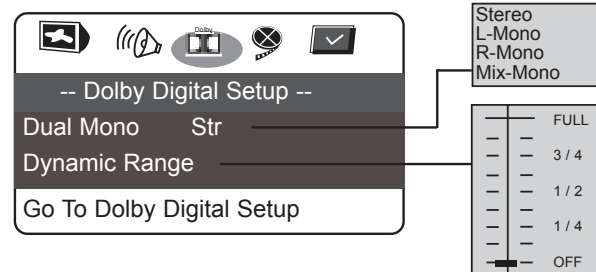 Dolby
-- Dolby Digital Setup --
Dual Mono Str
Dynamic Range
Go To Dolby Digital Setup
Stereo
L-Mono
R-Mono
Mix-Mono
FULL
3 / 4
1 / 2
1 / 4
OFF